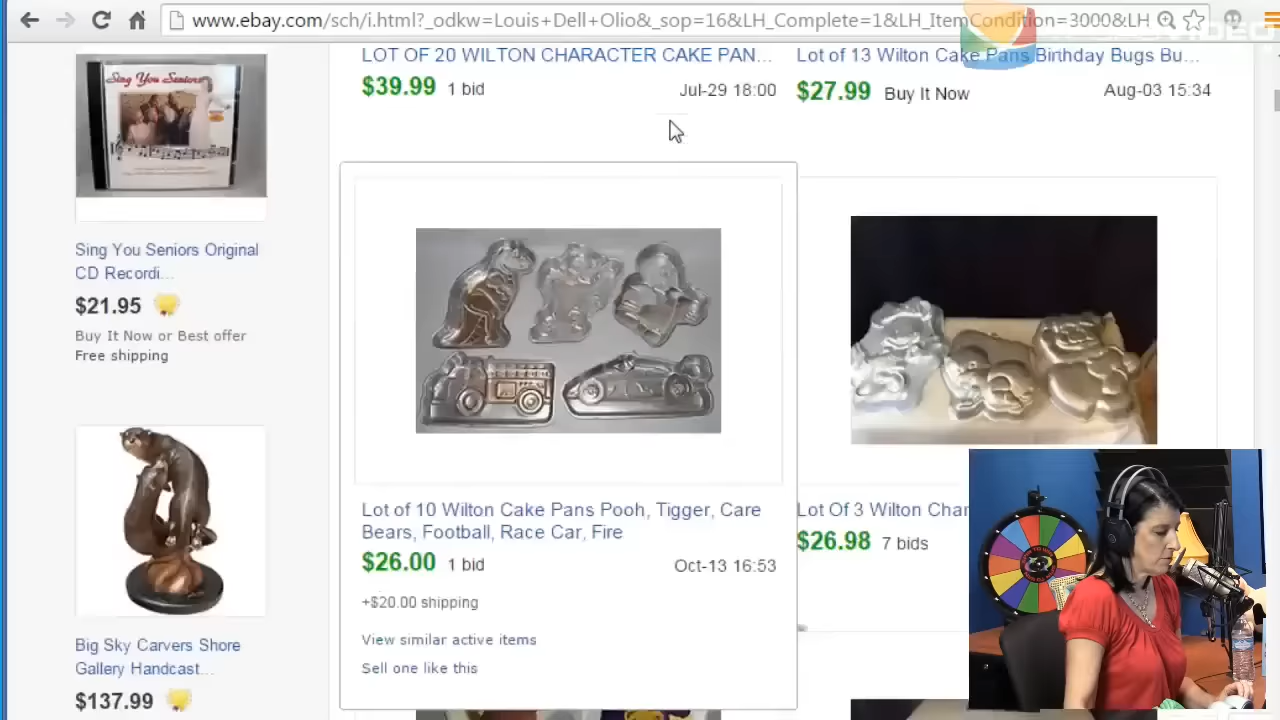 www.ebay.com/sch/i.html?_odkw=Louis+Dell+Olio&_sop=16&LH_Complete=1&LH_ItemCondition=3000&LH
LOT OF 20 WILTON CHARACTER CAKE PAN...
$39.99 1 bid Jul-29 18:00
Lot of 13 Wilton Cake Pans Birthday Bugs Bu...
$27.99 Buy It Now Aug-03 15:34
Sing You Seniors
Sing You Seniors Original
CD Recordi...
$21.95
Buy It Now or Best offer
Free shipping
Big Sky Carvers Shore
Gallery Handcast...
$137.99
Lot of 10 Wilton Cake Pans Pooh, Tigger, Care
Bears, Football, Race Car, Fire
$26.00 1 bid Oct-13 16:53
+$20.00 shipping
View similar active items
Sell one like this
Lot Of 3 Wilton Char
$26.98 7 bids